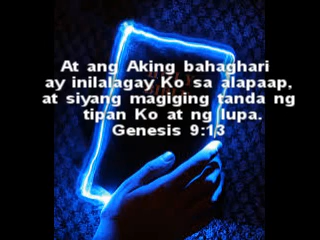 At ang Aking bahaghari
ay inilalagay Ko sa alapaap,
at siyang magiging tanda ng
tipan Ko at ng lupa.
Genesis 9:13